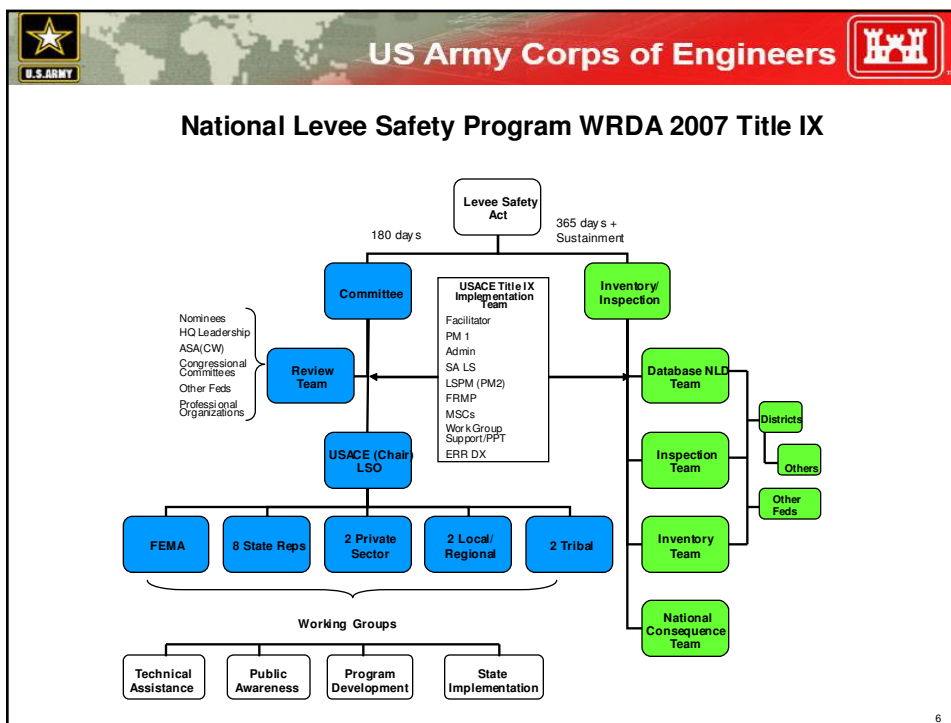 U.S.ARMY
US Army Corps of Engineers
National Levee Safety Program WRDA 2007 Title IX
Levee Safety
Act
180 days
365 days +
Sustainment
Committee
USACE Title IX
Implementation
Team
Facilitator
PM 1
Admin
SA LS
LSPM (PM2)
FRMP
MSCs
Work Group
Support/PPT
ERR DX
Inventory/
Inspection
Nominees
HQ Leadership
ASA(CW)
Congressional
Committees
Other Feds
Professional
Organizations
Review
Team
Database NLD
Team
Districts
Others
USACE (Chair)
LSO
Inspection
Team
Other
Feds
FEMA
8 State Reps
2 Private
Sector
2 Local/
Regional
2 Tribal
Inventory
Team
National
Consequence
Team
Working Groups
Technical
Assistance
Public
Awareness
Program
Development
State
Implementation
6